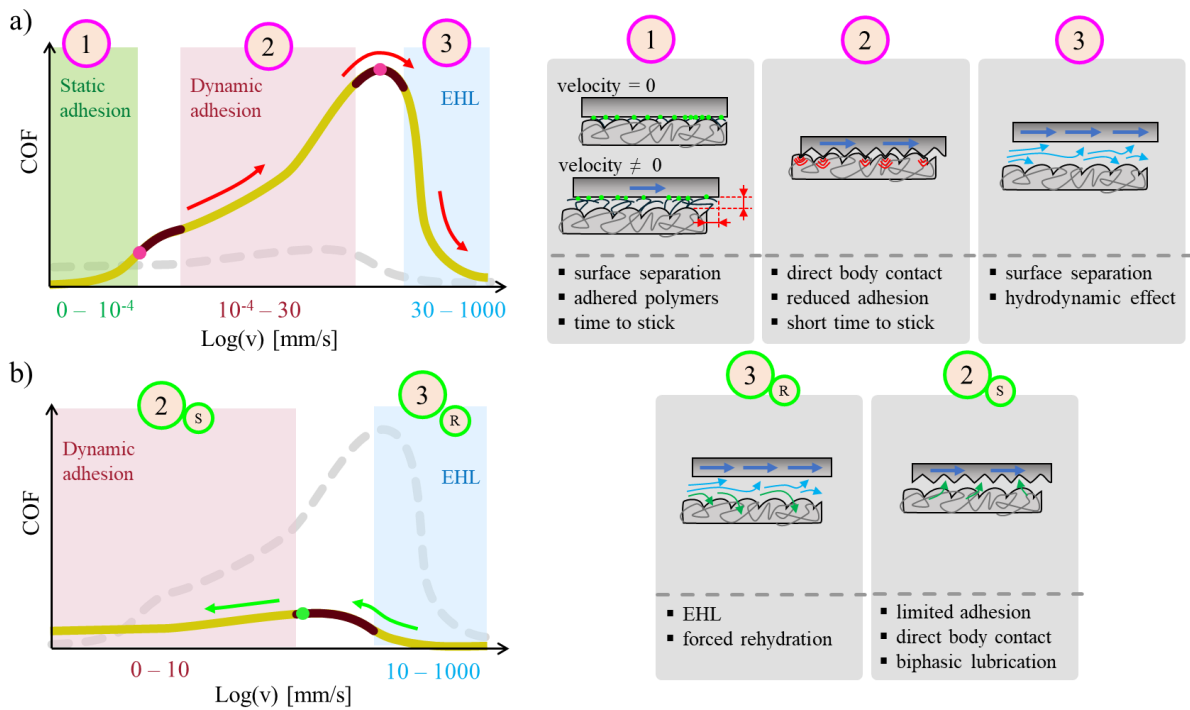 a)
1
2
3
Static
adhesion
Dynamic
adhesion
EHL
COF
0 – 10⁻⁴
10⁻⁴ – 30
30 – 1000
Log(v) [mm/s]
1
velocity = 0
velocity ≠ 0
▪ surface separation
▪ adhered polymers
▪ time to stick
2
▪ direct body contact
▪ reduced adhesion
▪ short time to stick
3
▪ surface separation
▪ hydrodynamic effect
b)
2 S
3 R
Dynamic
adhesion
EHL
COF
0 – 10
10 – 1000
Log(v) [mm/s]
3 R
▪ EHL
▪ forced rehydration
2 S
▪ limited adhesion
▪ direct body contact
▪ biphasic lubrication